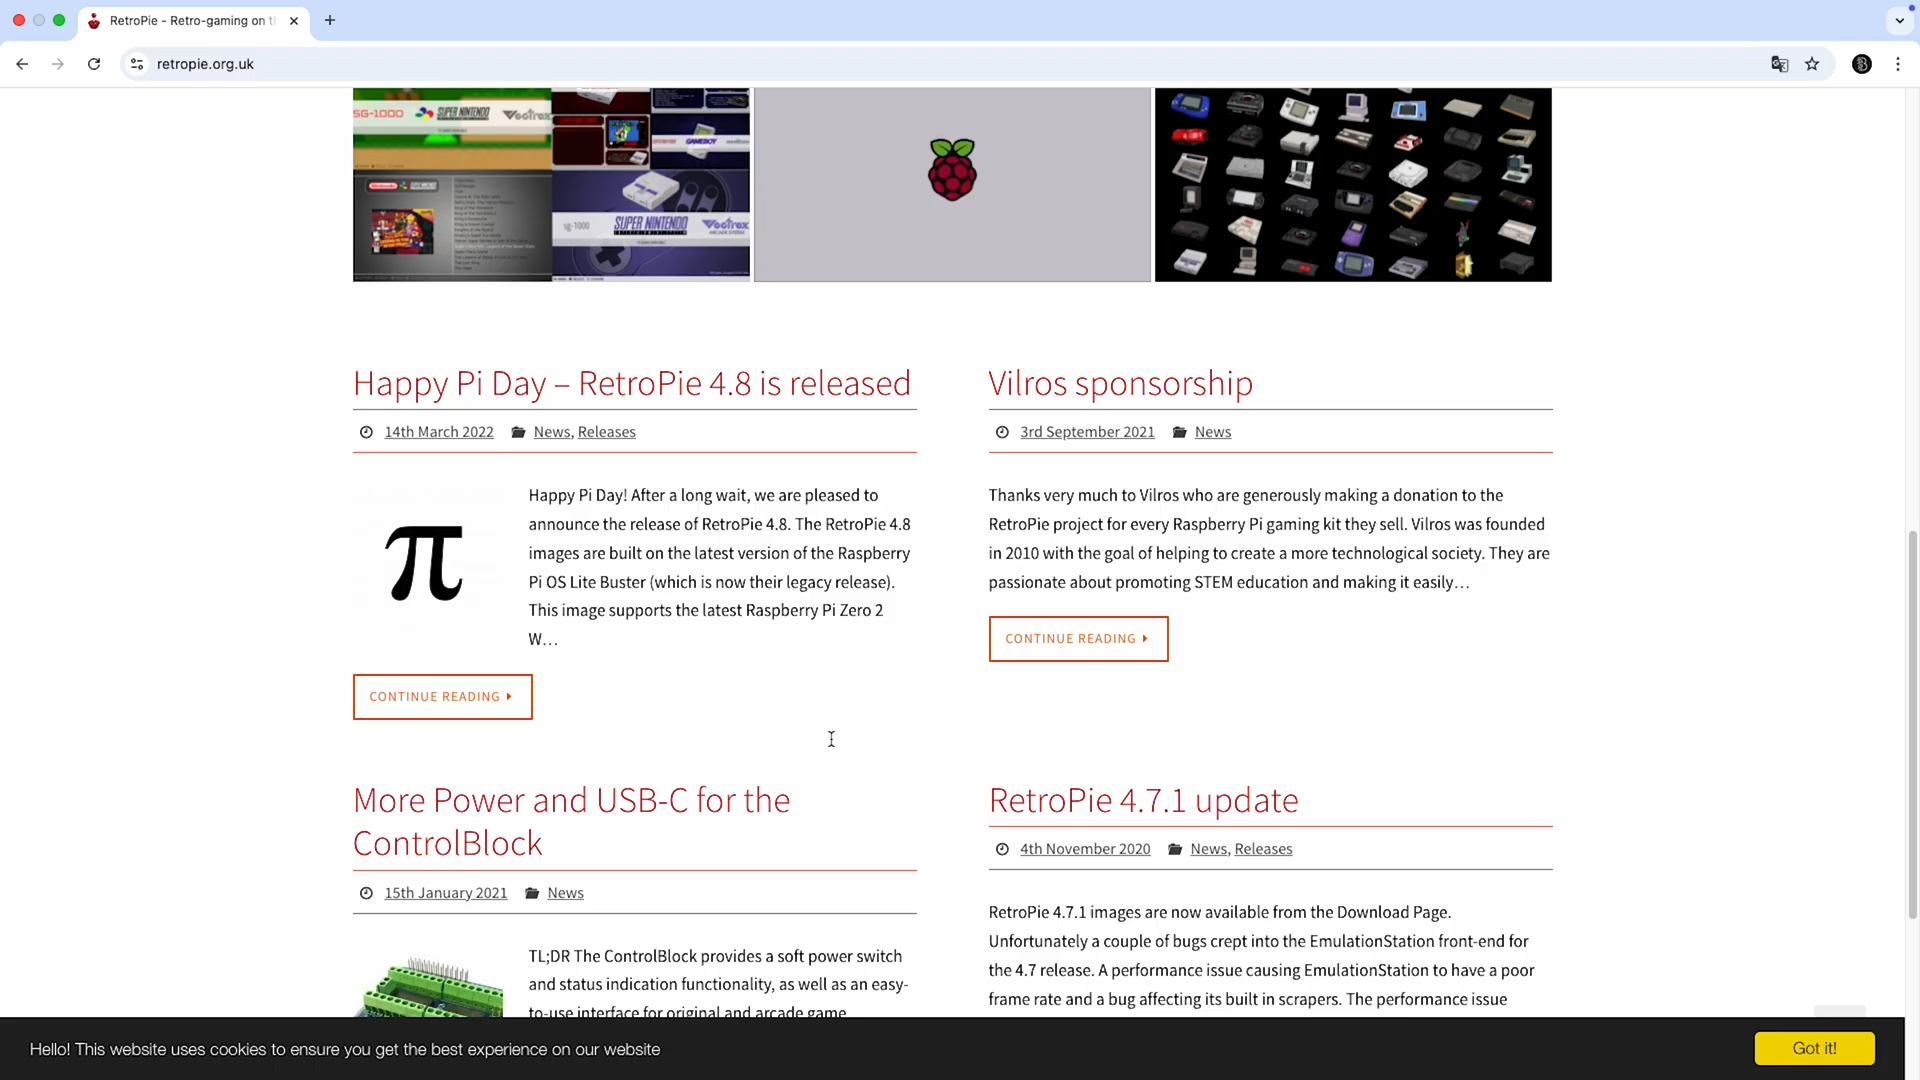 RetroPie - Retro-gaming on t
retropie.org.uk
SG-1000
SUPER NINTENDO
Vectrex
GAMEBOY
sg-1000
SUPER NINTENDO
Vectrex
Happy Pi Day – RetroPie 4.8 is released
14th March 2022 News, Releases
Happy Pi Day! After a long wait, we are pleased to
announce the release of RetroPie 4.8. The RetroPie 4.8
images are built on the latest version of the Raspberry
Pi OS Lite Buster (which is now their legacy release).
This image supports the latest Raspberry Pi Zero 2
W…
π
CONTINUE READING
Vilros sponsorship
3rd September 2021 News
Thanks very much to Vilros who are generously making a donation to the
RetroPie project for every Raspberry Pi gaming kit they sell. Vilros was founded
in 2010 with the goal of helping to create a more technological society. They are
passionate about promoting STEM education and making it easily…
CONTINUE READING
More Power and USB-C for the
ControlBlock
15th January 2021 News
TL;DR The ControlBlock provides a soft power switch
and status indication functionality, as well as an easy-
to-use interface for original and arcade game
RetroPie 4.7.1 update
4th November 2020 News, Releases
RetroPie 4.7.1 images are now available from the Download Page.
Unfortunately a couple of bugs crept into the EmulationStation front-end for
the 4.7 release. A performance issue causing EmulationStation to have a poor
frame rate and a bug affecting its built in scrapers. The performance issue
Hello! This website uses cookies to ensure you get the best experience on our website
Got it!